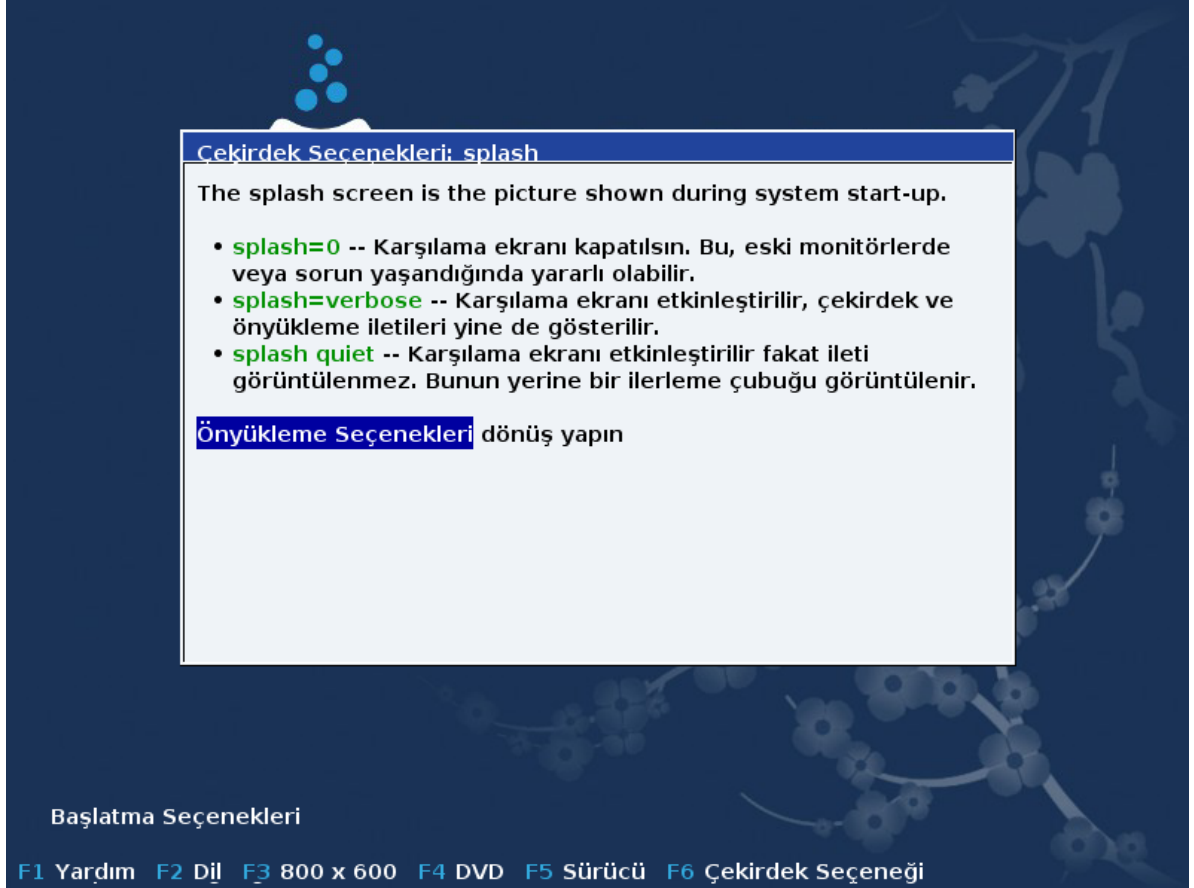 Çekirdek Seçenekleri: splash
The splash screen is the picture shown during system start-up.
• splash=0 -- Karşılama ekranı kapatılsın. Bu, eski monitörlerde
veya sorun yaşandığında yararlı olabilir.
• splash=verbose -- Karşılama ekranı etkinleştirilir, çekirdek ve
önyükleme iletileri yine de gösterilir.
• splash quiet -- Karşılama ekranı etkinleştirilir fakat ileti
görüntülenmez. Bunun yerine bir ilerleme çubuğu görüntülenir.
Önyükleme Seçenekleri dönüş yapın
Başlatma Seçenekleri
F1 Yardım F2 Dil F3 800 x 600 F4 DVD F5 Sürücü F6 Çekirdek Seçeneği